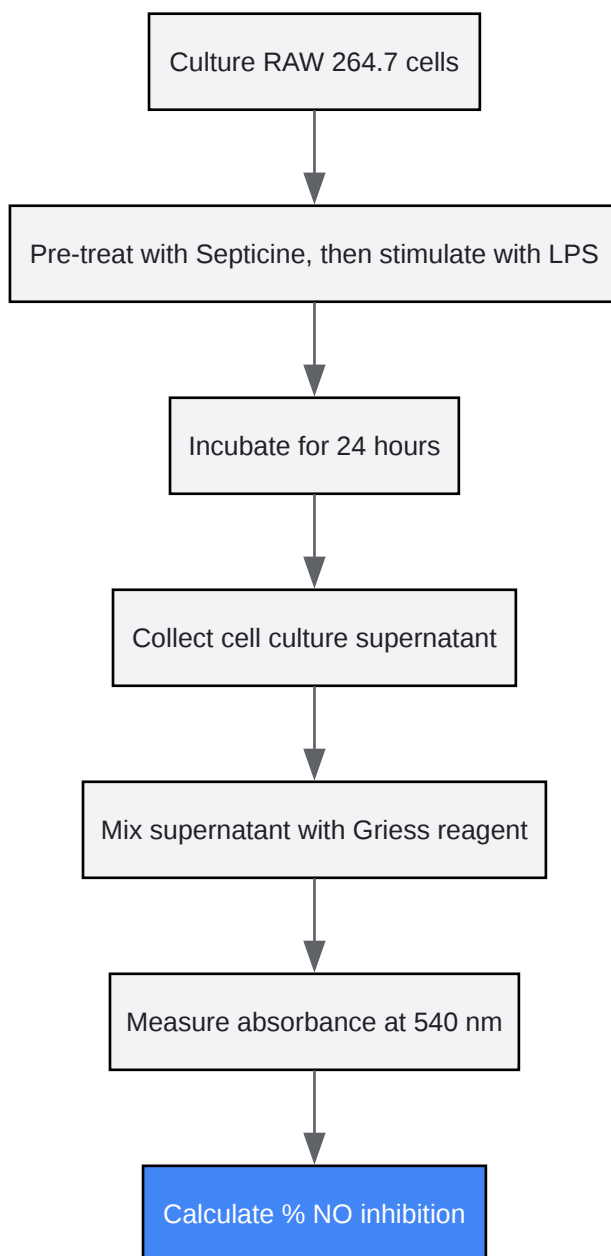 Culture RAW 264.7 cells
Pre-treat with Septicine, then stimulate with LPS
Incubate for 24 hours
Collect cell culture supernatant
Mix supernatant with Griess reagent
Measure absorbance at 540 nm
Calculate % NO inhibition